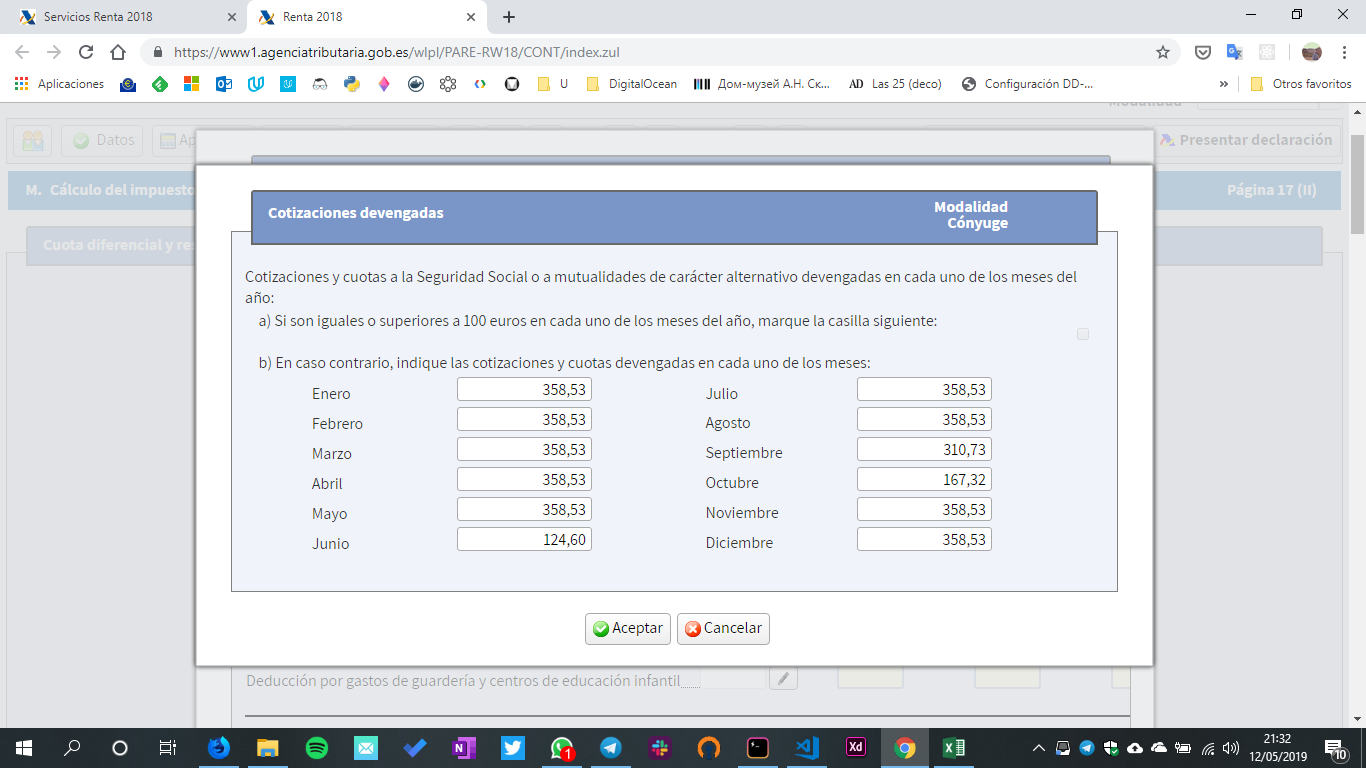 Servicios Renta 2018
Renta 2018
https://www1.agenciatributaria.gob.es/wlpl/PARE-RW18/CONT/index.zul
Aplicaciones
U
DigitalOcean
Дом-музей А.Н. Ск...
AD Las 25 (deco)
Configuración DD-...
»
Otros favoritos
Modalidad
Datos
Ap
Presentar declaración
M. Cálculo del impuesto
Página 17 (II)
Cuota diferencial y re
Cotizaciones devengadas
Modalidad
Cónyuge
Cotizaciones y cuotas a la Seguridad Social o a mutualidades de carácter alternativo devengadas en cada uno de los meses del
año:
a) Si son iguales o superiores a 100 euros en cada uno de los meses del año, marque la casilla siguiente:
b) En caso contrario, indique las cotizaciones y cuotas devengadas en cada uno de los meses:
Enero 358,53 Julio 358,53
Febrero 358,53 Agosto 358,53
Marzo 358,53 Septiembre 310,73
Abril 358,53 Octubre 167,32
Mayo 358,53 Noviembre 358,53
Junio 124,60 Diciembre 358,53
Aceptar
Cancelar
Deducción por gastos de guardería y centros de educación infantil
1
Xd
21:32
12/05/2019
10